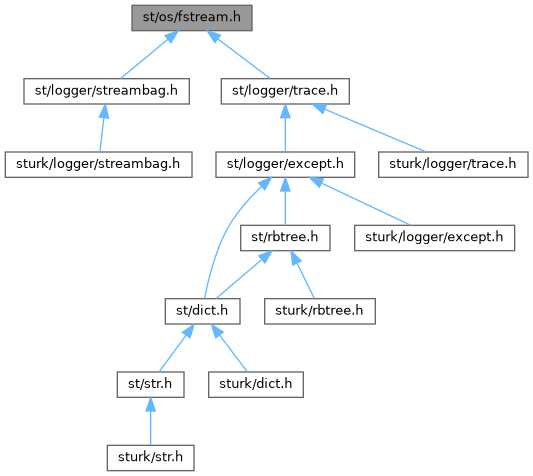 st/os/fstream.h
st/logger/streambag.h
st/logger/trace.h
sturk/logger/streambag.h
st/logger/except.h
sturk/logger/trace.h
st/rbtree.h
sturk/logger/except.h
st/dict.h
sturk/rbtree.h
st/str.h
sturk/dict.h
sturk/str.h